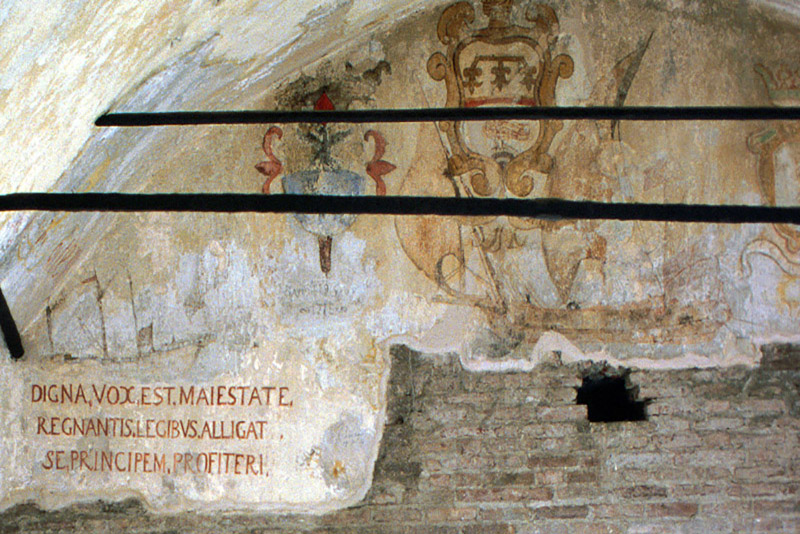 DIGNA, VOX, EST, MAIESTATE,
REGNANTIS, LEGIBVS, ALLIGAT,
SE, PRINCIPEM, PROFITERI.